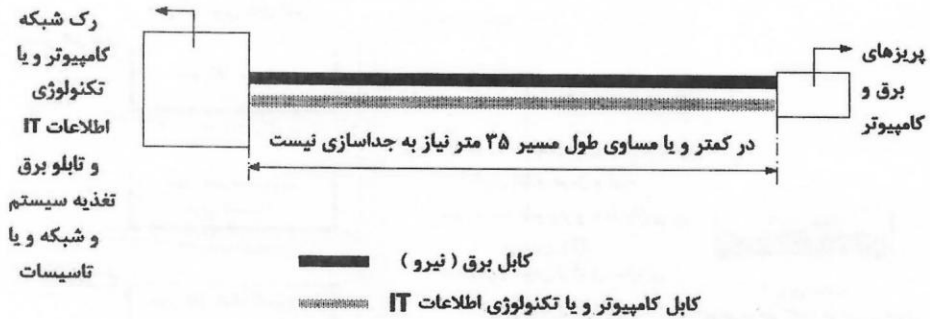 رک شبکه
کامپیوتر و یا
تکنولوژی
اطلاعات IT
و تابلو برق
تغذیه سیستم
و شبکه و یا
تاسیسات
پریزهای
برق و
کامپیوتر
در کمتر و یا مساوی طول مسیر ۳۵ متر نیاز به جداسازی نیست
کابل برق ( نیرو )
کابل کامپیوتر و یا تکنولوژی اطلاعات IT